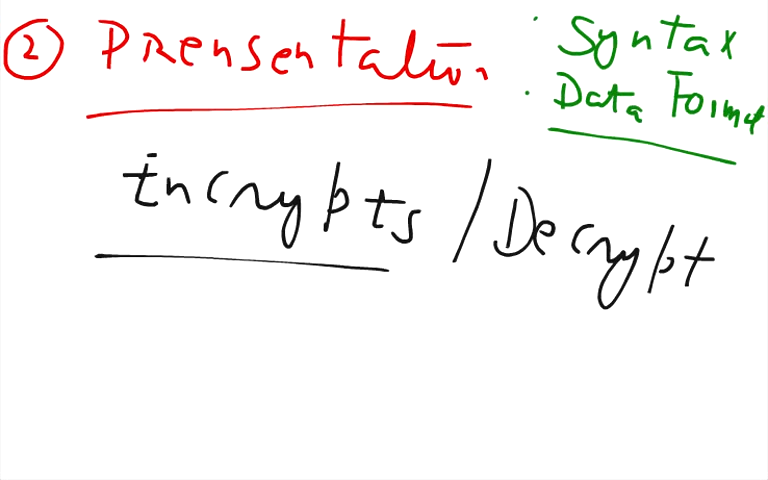 ② Prensentation
· Syntax
· Data Format
Encrypts / Decrypt